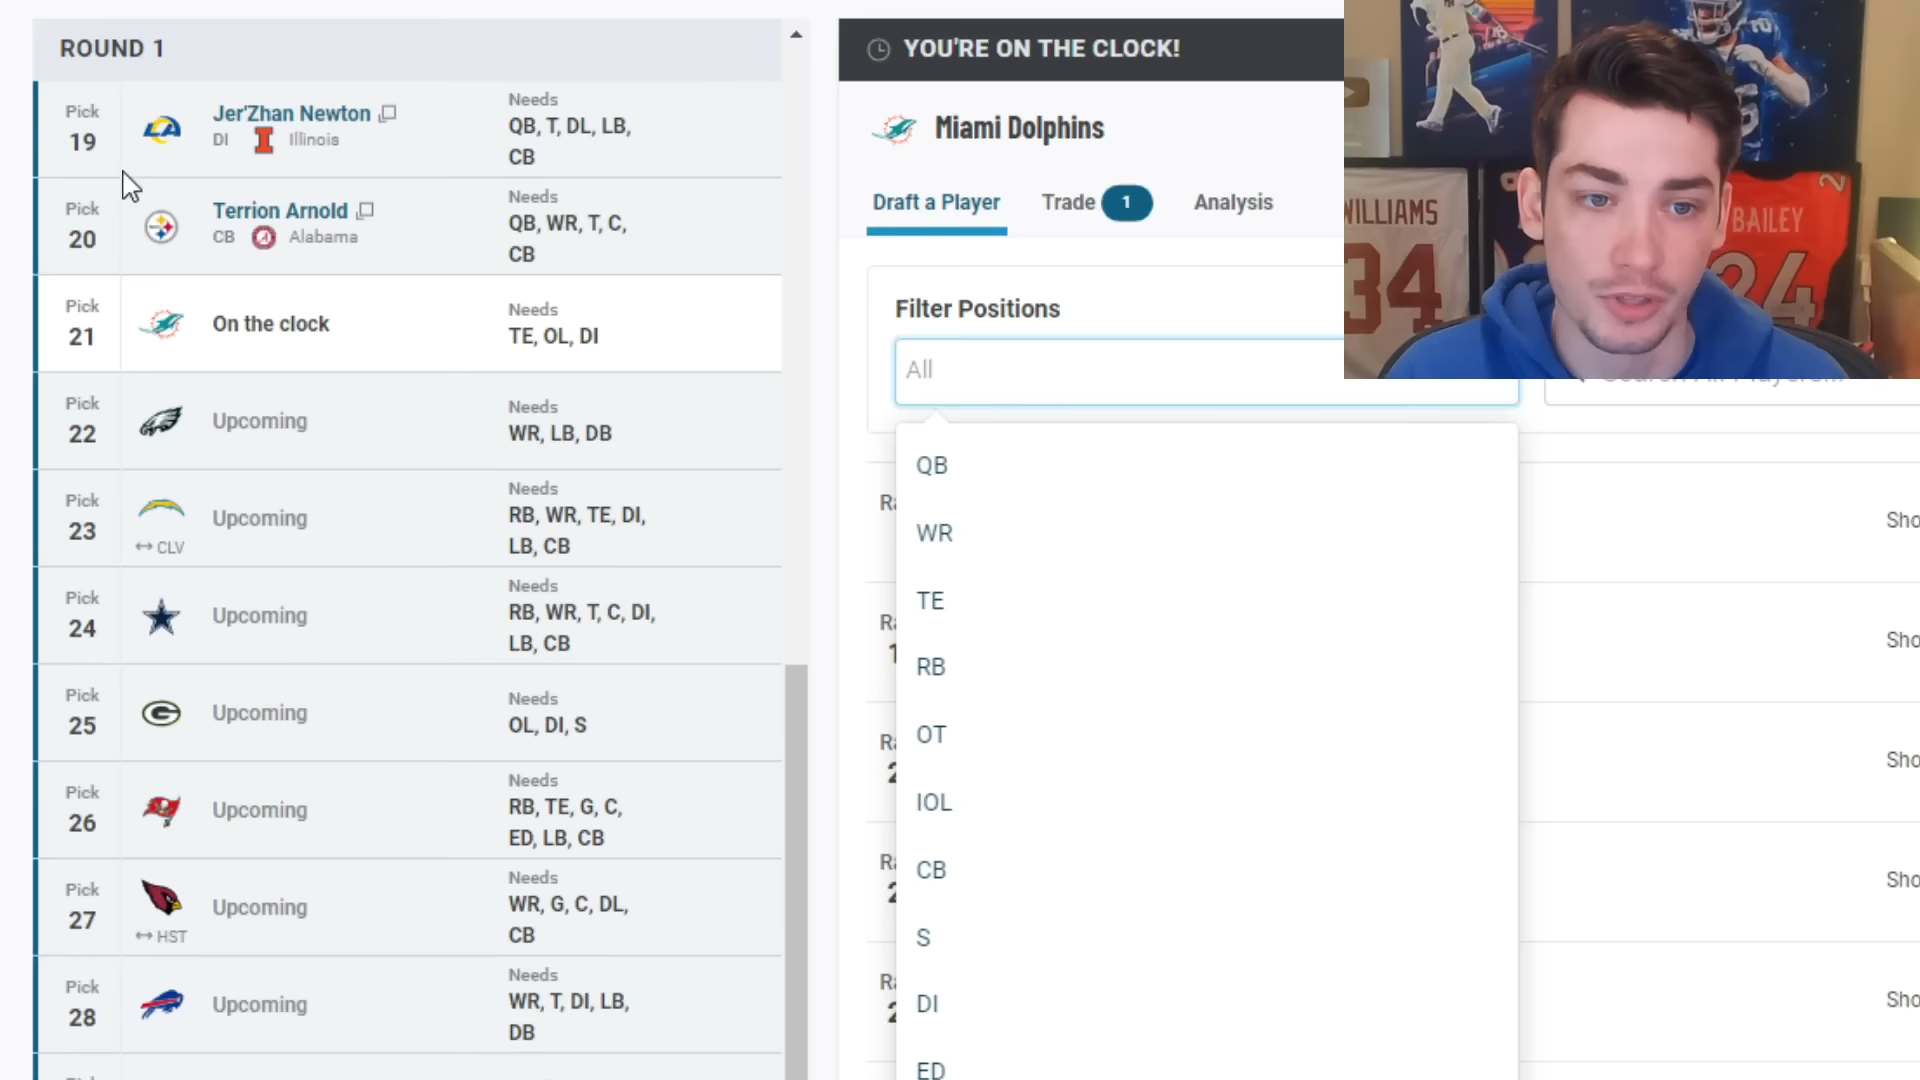 ROUND 1
Pick
19
Jer'Zhan Newton
DI Illinois
Needs
QB, T, DL, LB,
CB
Pick
20
Terrion Arnold
CB Alabama
Needs
QB, WR, T, C,
CB
Pick
21
On the clock
Needs
TE, OL, DI
Pick
22
Upcoming
Needs
WR, LB, DB
Pick
23
↔ CLV
Upcoming
Needs
RB, WR, TE, DI,
LB, CB
Pick
24
Upcoming
Needs
RB, WR, T, C, DI,
LB, CB
Pick
25
Upcoming
Needs
OL, DI, S
Pick
26
Upcoming
Needs
RB, TE, G, C,
ED, LB, CB
Pick
27
↔ HST
Upcoming
Needs
WR, G, C, DL,
CB
Pick
28
Upcoming
Needs
WR, T, DI, LB,
DB
YOU'RE ON THE CLOCK!
Miami Dolphins
Draft a Player Trade 1 Analysis
Filter Positions
All
QB
WR
TE
RB
OT
IOL
CB
S
DI
ED
Sho
Sho
Sho
Sho
Sho
WILLIAMS
34
BAILEY
24